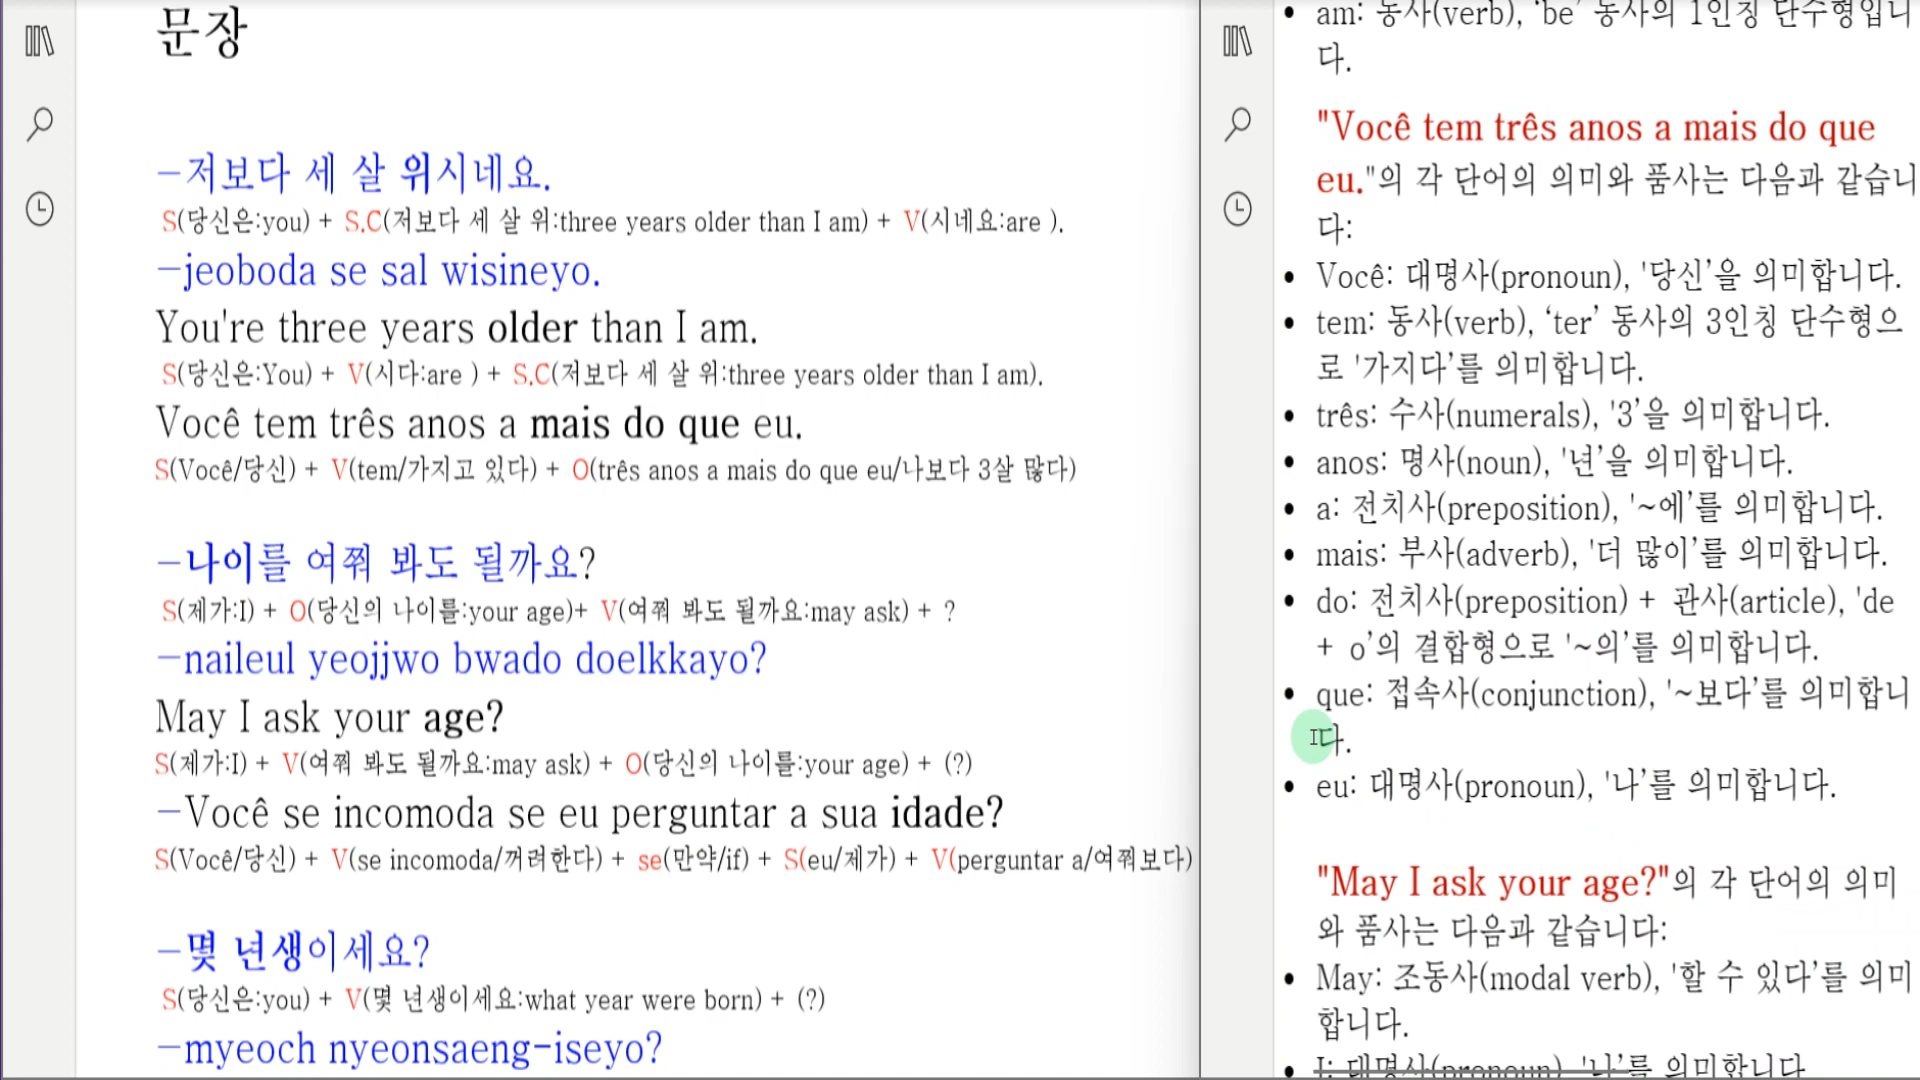 문장
–저보다 세 살 위시네요.
S(당신은:you) + S.C(저보다 세 살 위:three years older than I am) + V(시네요:are ).
–jeoboda se sal wisineyo.
You're three years older than I am.
S(당신은:You) + V(시다:are ) + S.C(저보다 세 살 위:three years older than I am).
Você tem três anos a mais do que eu.
S(Você/당신) + V(tem/가지고 있다) + O(três anos a mais do que eu/나보다 3살 많다)
–나이를 여쭤 봐도 될까요?
S(제가:I) + O(당신의 나이를:your age)+ V(여쭤 봐도 될까요:may ask) + ?
–naileul yeojjwo bwado doelkkayo?
May I ask your age?
S(제가:I) + V(여쭤 봐도 될까요:may ask) + O(당신의 나이를:your age) + (?)
–Você se incomoda se eu perguntar a sua idade?
S(Você/당신) + V(se incomoda/꺼려한다) + se(만약/if) + S(eu/제가) + V(perguntar a/여쭤보다)
–몇 년생이세요?
S(당신은:you) + V(몇 년생이세요:what year were born) + (?)
–myeoch nyeonsaeng-iseyo?
• am: 동사(verb), ‘be’ 동사의 1인칭 단수형입니
다.
"Você tem três anos a mais do que
eu."의 각 단어의 의미와 품사는 다음과 같습니
다:
• Você: 대명사(pronoun), '당신’을 의미합니다.
• tem: 동사(verb), ‘ter’ 동사의 3인칭 단수형으
로 '가지다’를 의미합니다.
• três: 수사(numerals), '3’을 의미합니다.
• anos: 명사(noun), '년’을 의미합니다.
• a: 전치사(preposition), '~에’를 의미합니다.
• mais: 부사(adverb), '더 많이’를 의미합니다.
• do: 전치사(preposition) + 관사(article), 'de
+ o’의 결합형으로 '~의’를 의미합니다.
• que: 접속사(conjunction), '~보다’를 의미합니
다.
• eu: 대명사(pronoun), '나’를 의미합니다.
"May I ask your age?"의 각 단어의 의미
와 품사는 다음과 같습니다:
• May: 조동사(modal verb), '할 수 있다’를 의미
합니다.
• I: 대명사(pronoun), '나’를 의미합니다